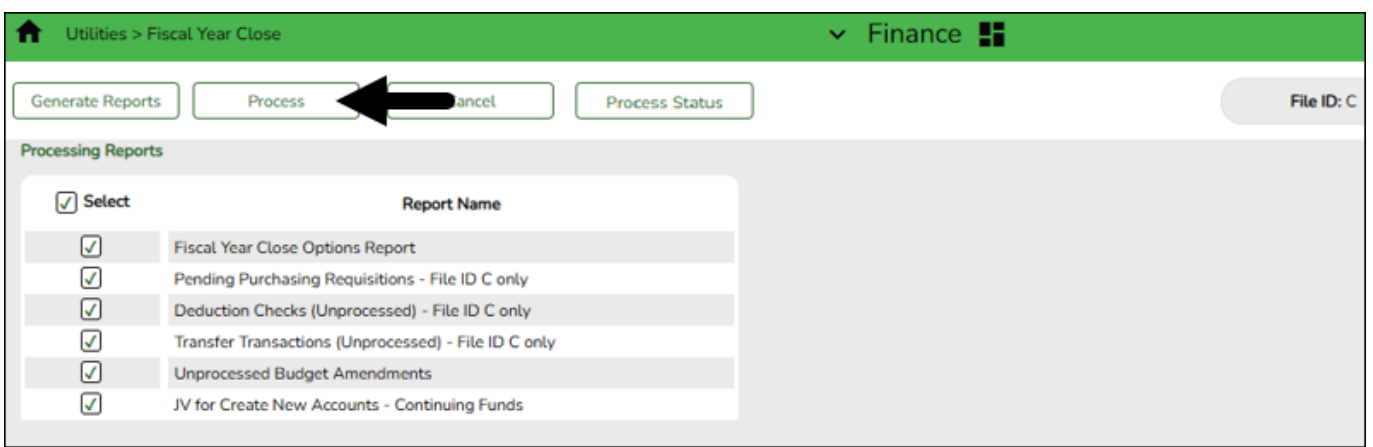 Utilities > Fiscal Year Close
Finance
Generate Reports
Process
ancel
Process Status
File ID: C
Processing Reports
Select
Report Name
Fiscal Year Close Options Report
Pending Purchasing Requisitions - File ID C only
Deduction Checks (Unprocessed) - File ID C only
Transfer Transactions (Unprocessed) - File ID C only
Unprocessed Budget Amendments
JV for Create New Accounts - Continuing Funds